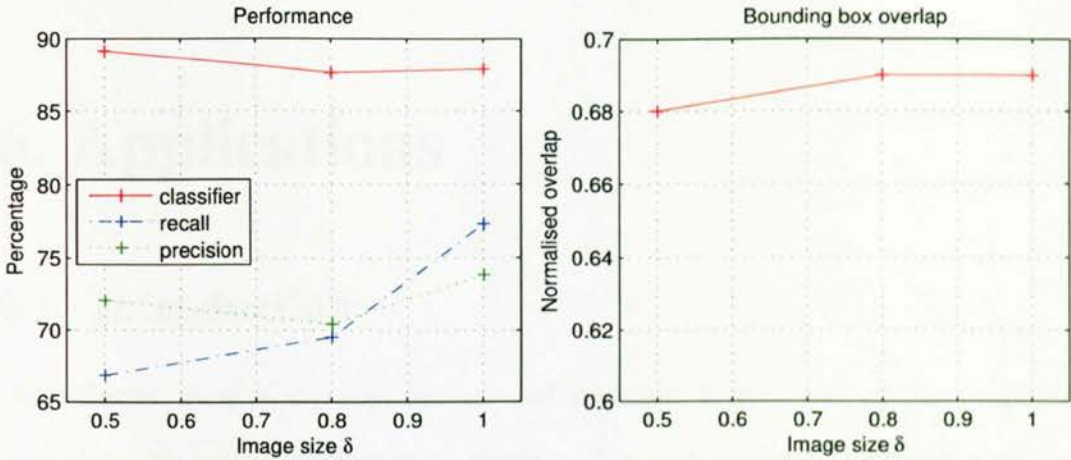 Performance
90
85
80
75
70
65
Percentage
classifier
recall
precision
0.5 0.6 0.7 0.8 0.9 1
Image size δ
Bounding box overlap
0.7
0.68
0.66
0.64
0.62
0.6
Normalised overlap
0.5 0.6 0.7 0.8 0.9 1
Image size δ